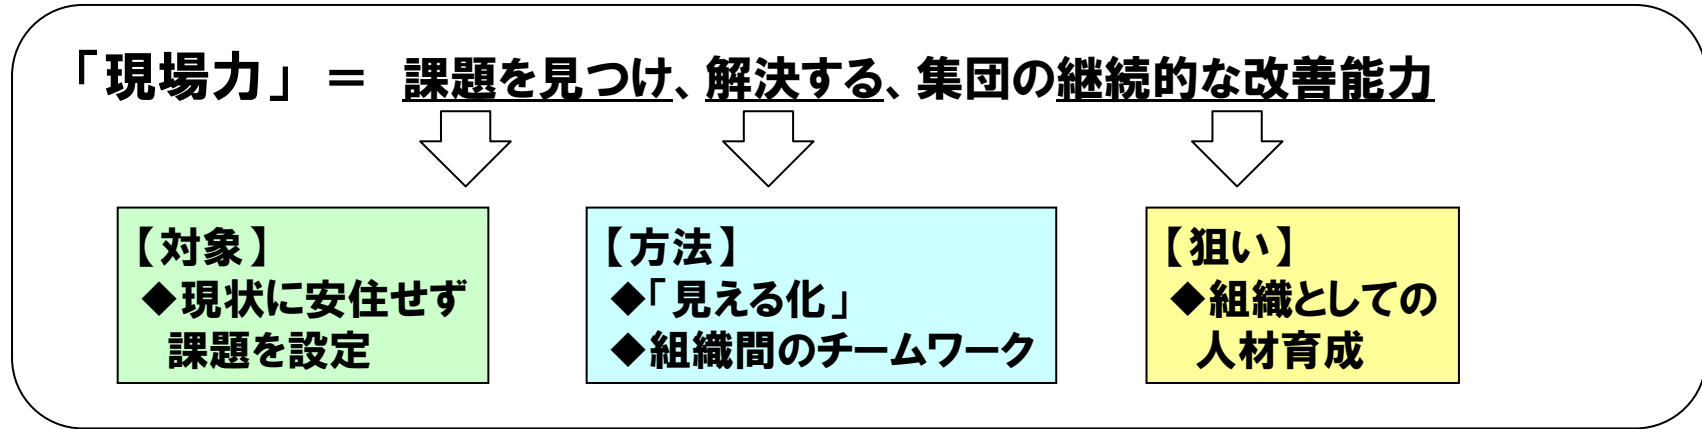 「現場力」 ＝ 課題を見つけ、解決する、集団の継続的な改善能力
【対象】
◆現状に安住せず
課題を設定
【方法】
◆「見える化」
◆組織間のチームワーク
【狙い】
◆組織としての
人材育成